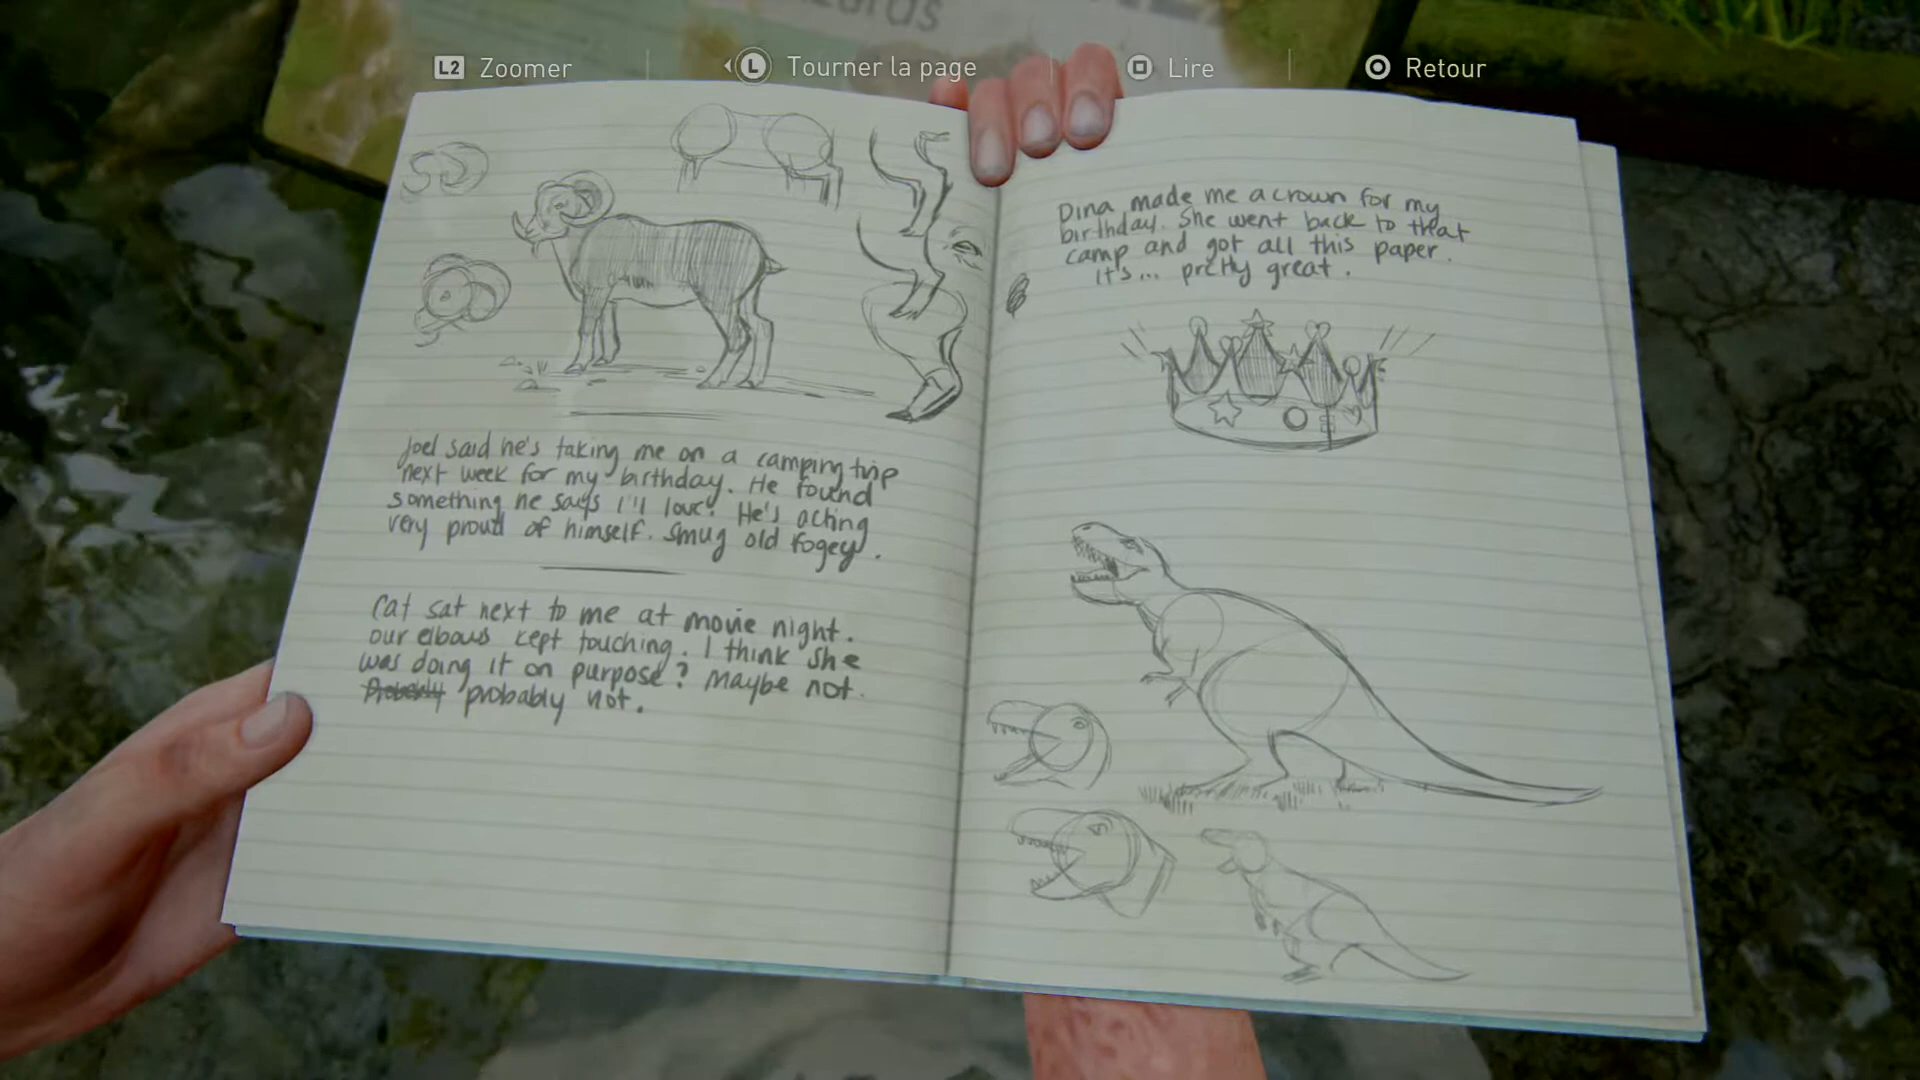 L2 Zoomer
L Tourner la page
Lire
Retour
Joel said he's taking me on a camping trip
next week for my birthday. He found
something he says I'll love. He's acting
very proud of himself. Smug old fogey.
Cat sat next to me at movie night.
our elbows kept touching. I think she
was doing it on purpose? Maybe not.
Probably probably not.
Dina made me a crown for my
birthday. She went back to that
camp and got all this paper.
It's... pretty great.